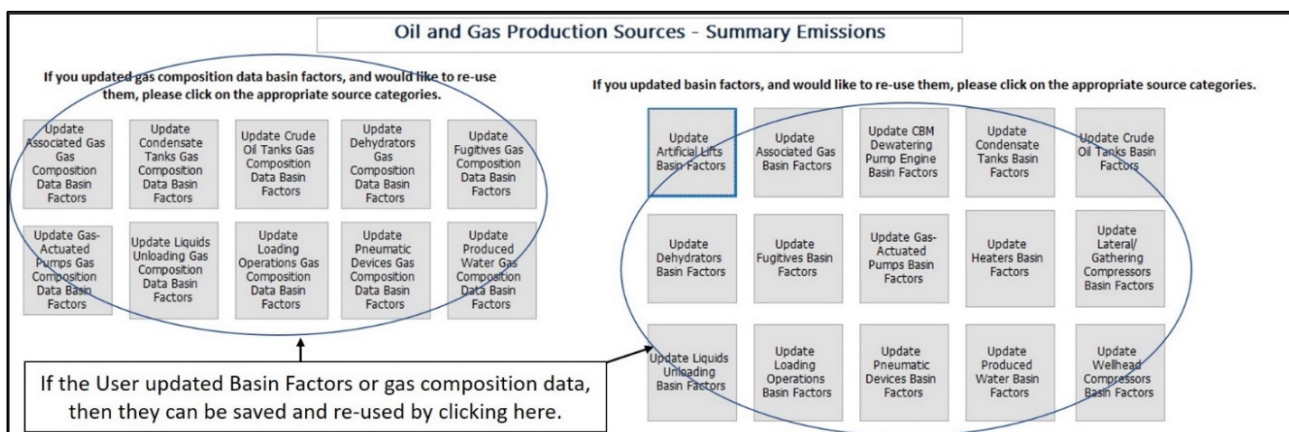 Oil and Gas Production Sources - Summary Emissions
If you updated gas composition data basin factors, and would like to re-use
them, please click on the appropriate source categories.
Update
Associated Gas
Gas
Composition
Data Basin
Factors
Update
Condensate
Tanks Gas
Composition
Data Basin
Factors
Update Crude
Oil Tanks Gas
Composition
Data Basin
Factors
Update
Dehydrators
Gas
Composition
Data Basin
Factors
Update
Fugitives Gas
Composition
Data Basin
Factors
Update Gas-
Actuated
Pumps Gas
Composition
Data Basin
Factors
Update Liquids
Unloading Gas
Composition
Data Basin
Factors
Update
Loading
Operations Gas
Composition
Data Basin
Factors
Update
Pneumatic
Devices Gas
Composition
Data Basin
Factors
Update
Produced
Water Gas
Composition
Data Basin
Factors
If you updated basin factors, and would like to re-use them, please click on the appropriate source categories.
Update
Artificial Lifts
Basin Factors
Update
Associated Gas
Basin Factors
Update CBM
Dewatering
Pump Engine
Basin Factors
Update
Condensate
Tanks Basin
Factors
Update Crude
Oil Tanks Basin
Factors
Update
Dehydrators
Basin Factors
Update
Fugitives Basin
Factors
Update Gas-
Actuated
Pumps Basin
Factors
Update
Heaters Basin
Factors
Update
Lateral/
Gathering
Compressors
Basin Factors
Update Liquids
Unloading
Basin Factors
Update
Loading
Operations
Basin Factors
Update
Pneumatic
Devices Basin
Factors
Update
Produced
Water Basin
Factors
Update
Wellhead
Compressors
Basin Factors
If the User updated Basin Factors or gas composition data,
then they can be saved and re-used by clicking here.